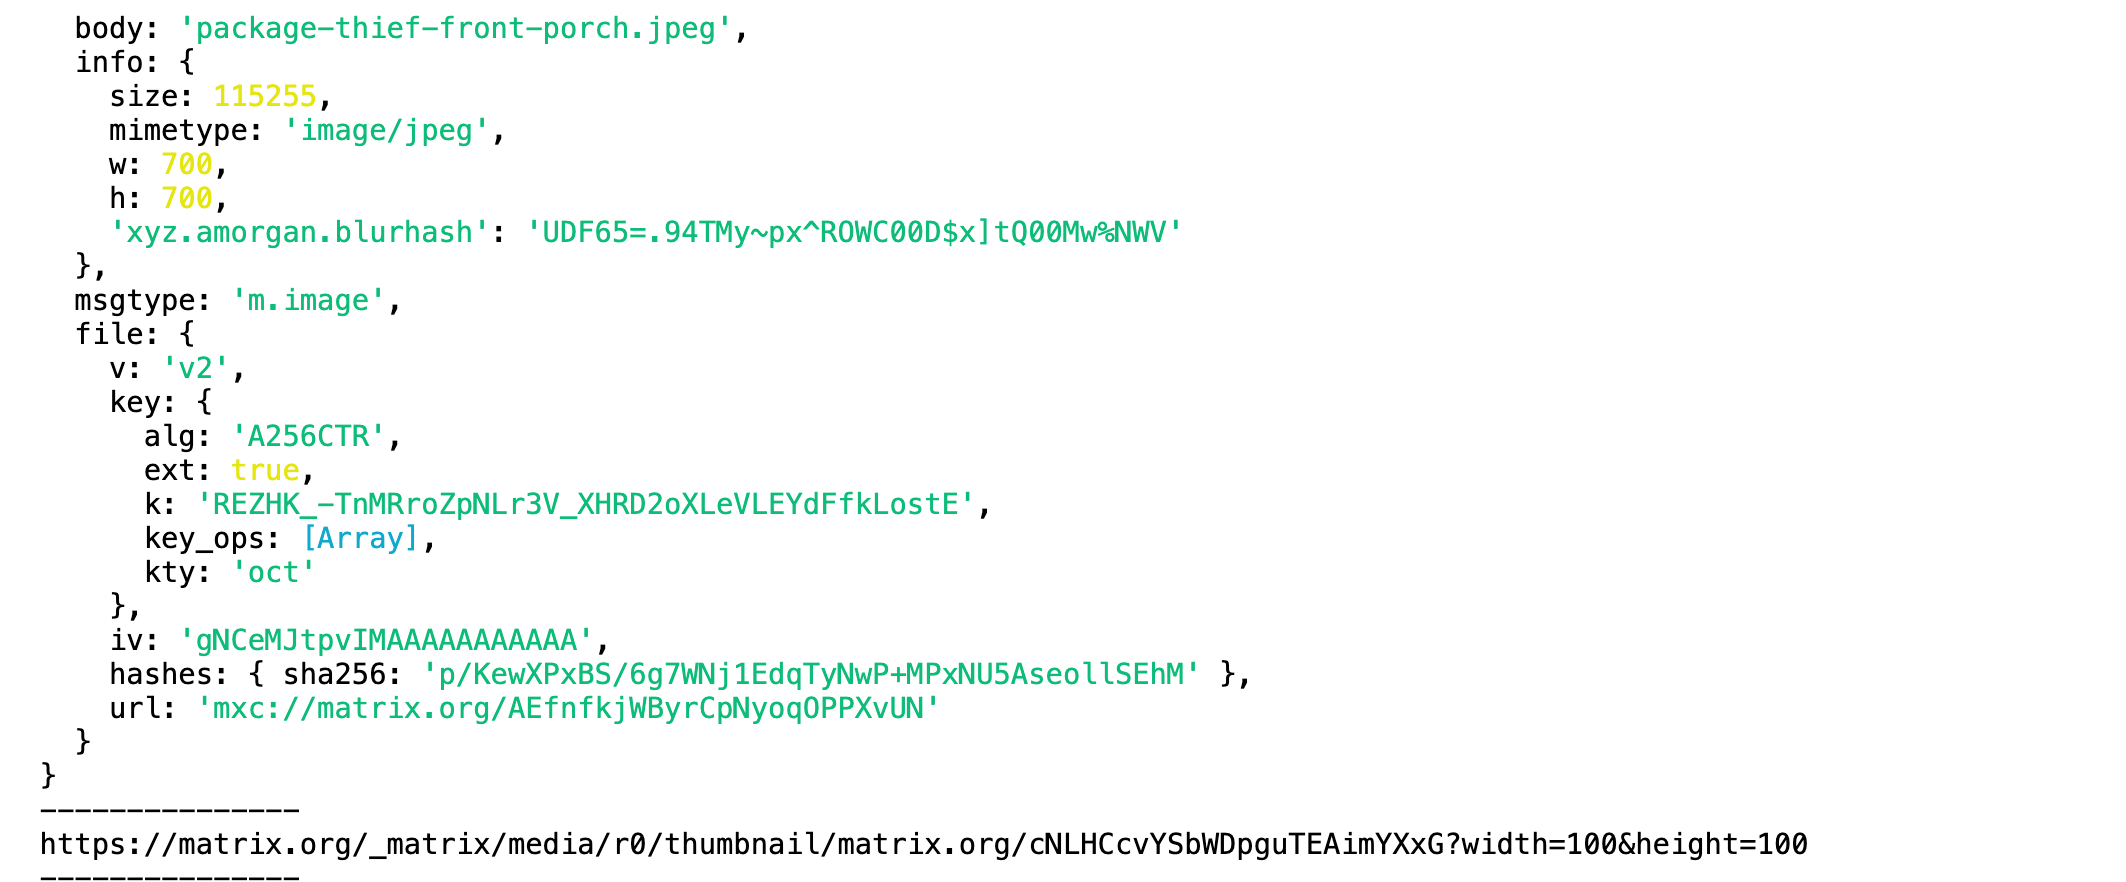 body: 'package-thief-front-porch.jpeg',
info: {
size: 115255,
mimetype: 'image/jpeg',
w: 700,
h: 700,
'xyz.amorgan.blurhash': 'UDF65=.94TMy~px^ROWC00D$x]tQ00Mw%NWV'
},
msgtype: 'm.image',
file: {
v: 'v2',
key: {
alg: 'A256CTR',
ext: true,
k: 'REZHK_-TnMRroZpNLr3V_XHRD2oXLeVLEYdFfkLostE',
key_ops: [Array],
kty: 'oct'
},
iv: 'gNCeMJtpvIMAAAAAAAAAAA',
hashes: { sha256: 'p/KewXPxBS/6g7WNj1EdqTyNwP+MPxNU5AseollSEhM' },
url: 'mxc://matrix.org/AEfnfkjWByrCpNyoqOPPXvUN'
}
}
---------------
https://matrix.org/_matrix/media/r0/thumbnail/matrix.org/cNLHCcvYSbWDpguTEAimYXxG?width=100&height=100
---------------